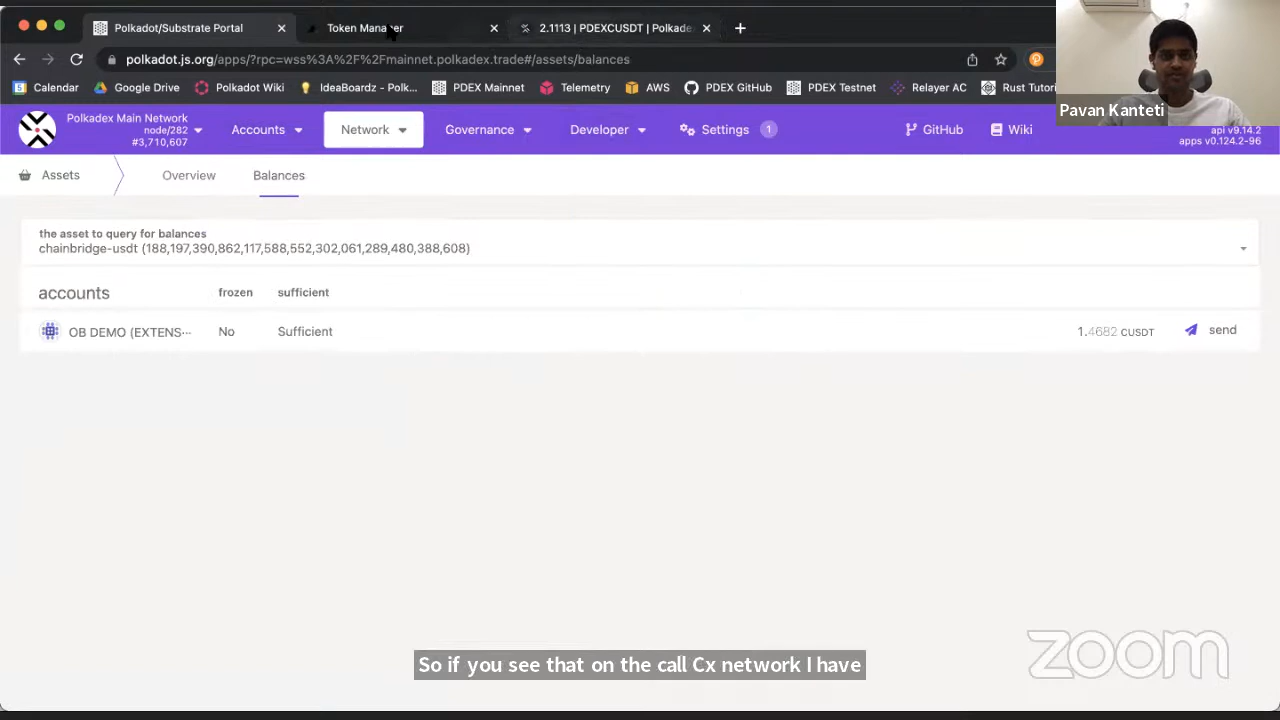 Polkadot/Substrate Portal
Token Manager
2.1113 | PDEXCUSDT | Polkade
polkadot.js.org/apps/?rpc=wss%3A%2F%2Fmainnet.polkadex.trade#/assets/balances
Calendar
Google Drive
Polkadot Wiki
IdeaBoardz - Polk...
PDEX Mainnet
Telemetry
AWS
PDEX GitHub
PDEX Testnet
Relayer AC
Rust Tutori
Pavan Kanteti
Polkadex Main Network
node/282
#3,710,607
Accounts
Network
Governance
Developer
Settings
1
GitHub
Wiki
api v9.14.2
apps v0.124.2-96
Assets
Overview
Balances
the asset to query for balances
chainbridge-usdt (188,197,390,862,117,588,552,302,061,289,480,388,608)
accounts
frozen
sufficient
OB DEMO (EXTENS···
No
Sufficient
1.4682 CUSDT
send
So if you see that on the call Cx network I have
zoom